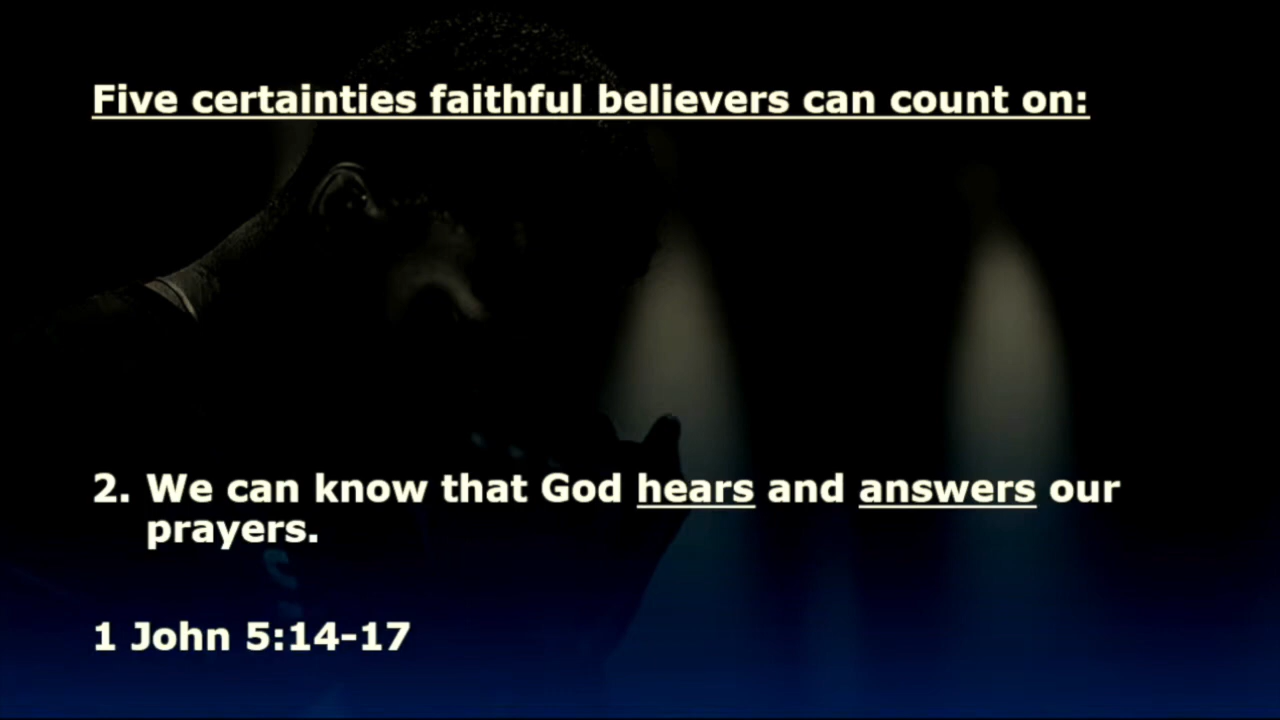 Five certainties faithful believers can count on:
2. We can know that God hears and answers our
prayers.
1 John 5:14-17